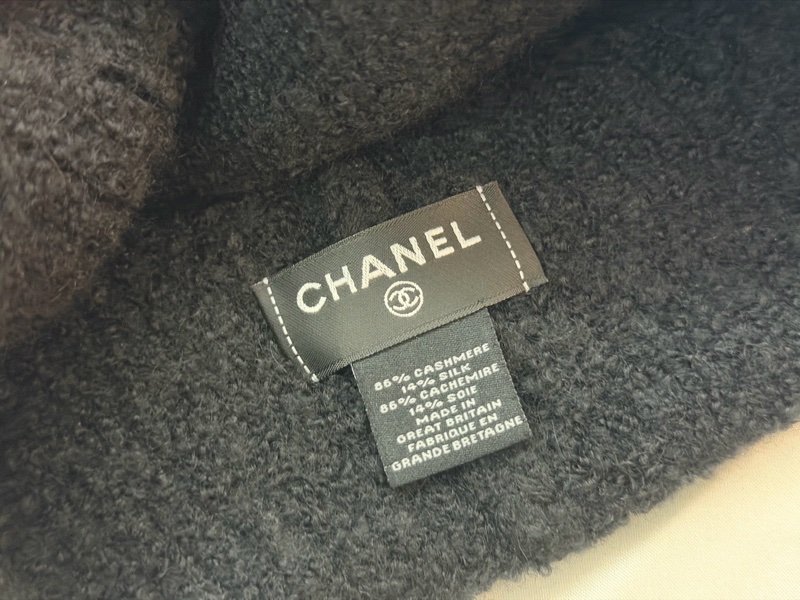 CHANEL
86% CASHMERE
14% SILK
86% CACHEMIRE
14% SOIE
MADE IN
GREAT BRITAIN
FABRIQUE EN
GRANDE BRETAGNE